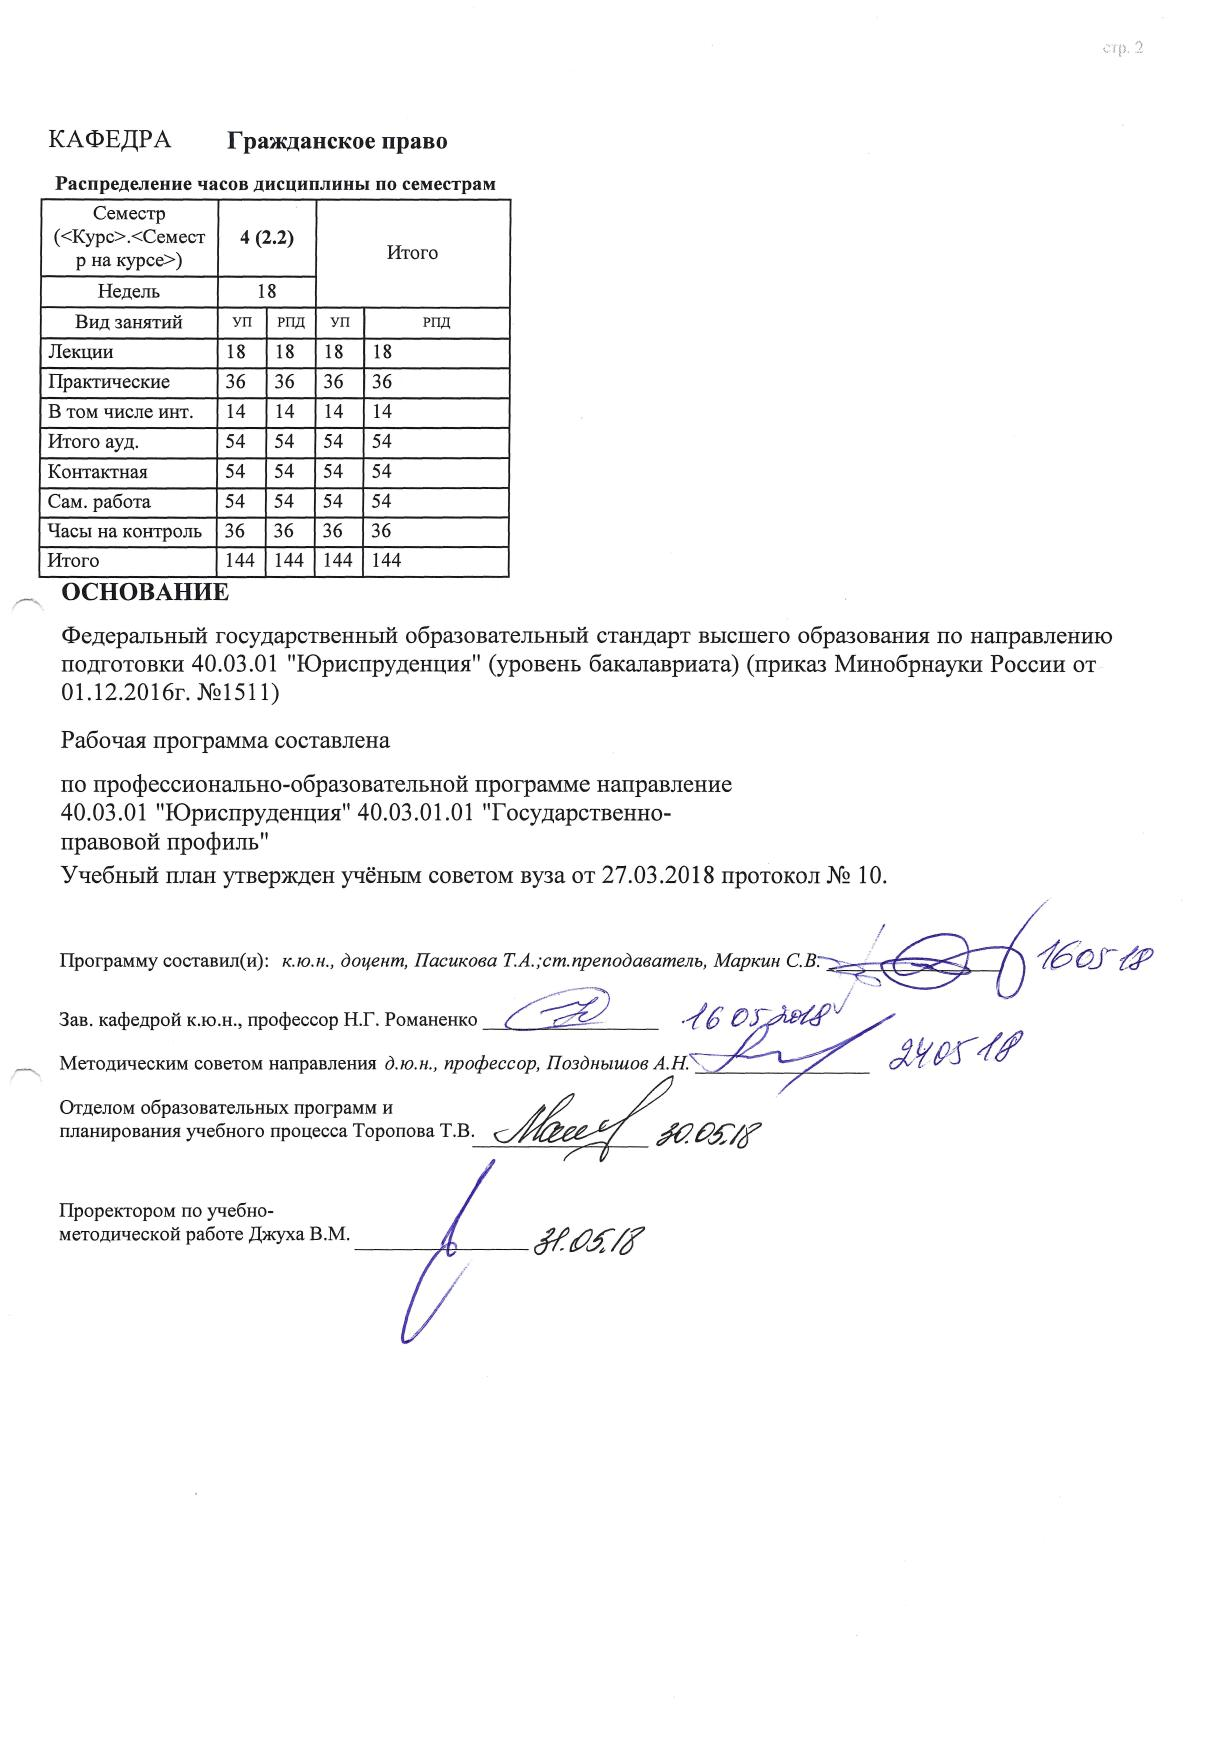 стр. 2
КАФЕДРА Гражданское право
Распределение часов дисциплины по семестрам
Семестр (<Курс>.<Семестр на курсе>) 4 (2.2) Итого
Недель 18
Вид занятий УП РПД УП РПД
Лекции 18 18 18 18
Практические 36 36 36 36
В том числе инт. 14 14 14 14
Итого ауд. 54 54 54 54
Контактная 54 54 54 54
Сам. работа 54 54 54 54
Часы на контроль 36 36 36 36
Итого 144 144 144 144
ОСНОВАНИЕ
Федеральный государственный образовательный стандарт высшего образования по направлению
подготовки 40.03.01 "Юриспруденция" (уровень бакалавриата) (приказ Минобрнауки России от
01.12.2016г. №1511)
Рабочая программа составлена
по профессионально-образовательной программе направление
40.03.01 "Юриспруденция" 40.03.01.01 "Государственно-
правовой профиль"
Учебный план утвержден учёным советом вуза от 27.03.2018 протокол № 10.
Программу составил(и): к.ю.н., доцент, Пасикова Т.А.;ст.преподаватель, Маркин С.В. 16 05 18
Зав. кафедрой к.ю.н., профессор Н.Г. Романенко 16 05 2018
Методическим советом направления д.ю.н., профессор, Позднышов А.Н. 24 05 18
Отделом образовательных программ и
планирования учебного процесса Торопова Т.В. 30.05.18
Проректором по учебно-
методической работе Джуха В.М. 31.05.18